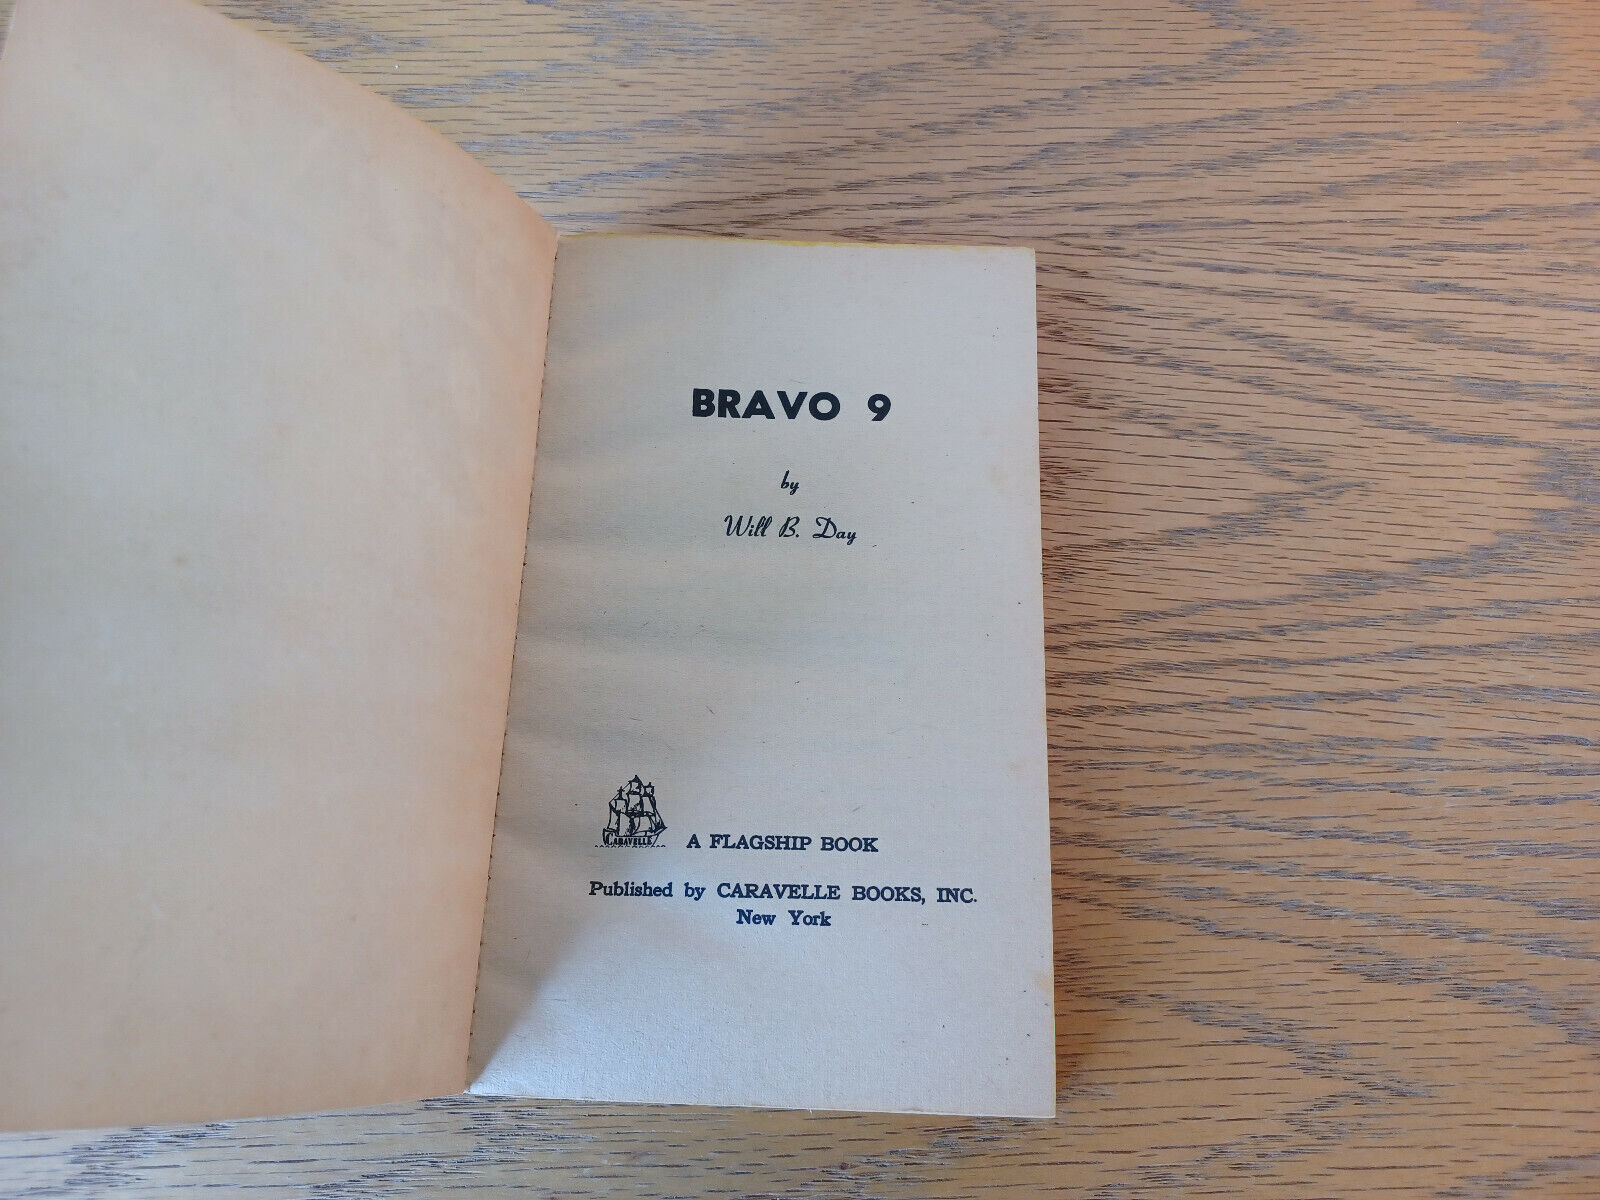 BRAVO 9
by
Will B. Day
CARAVELLE
A FLAGSHIP BOOK
Published by CARAVELLE BOOKS, INC.
New York